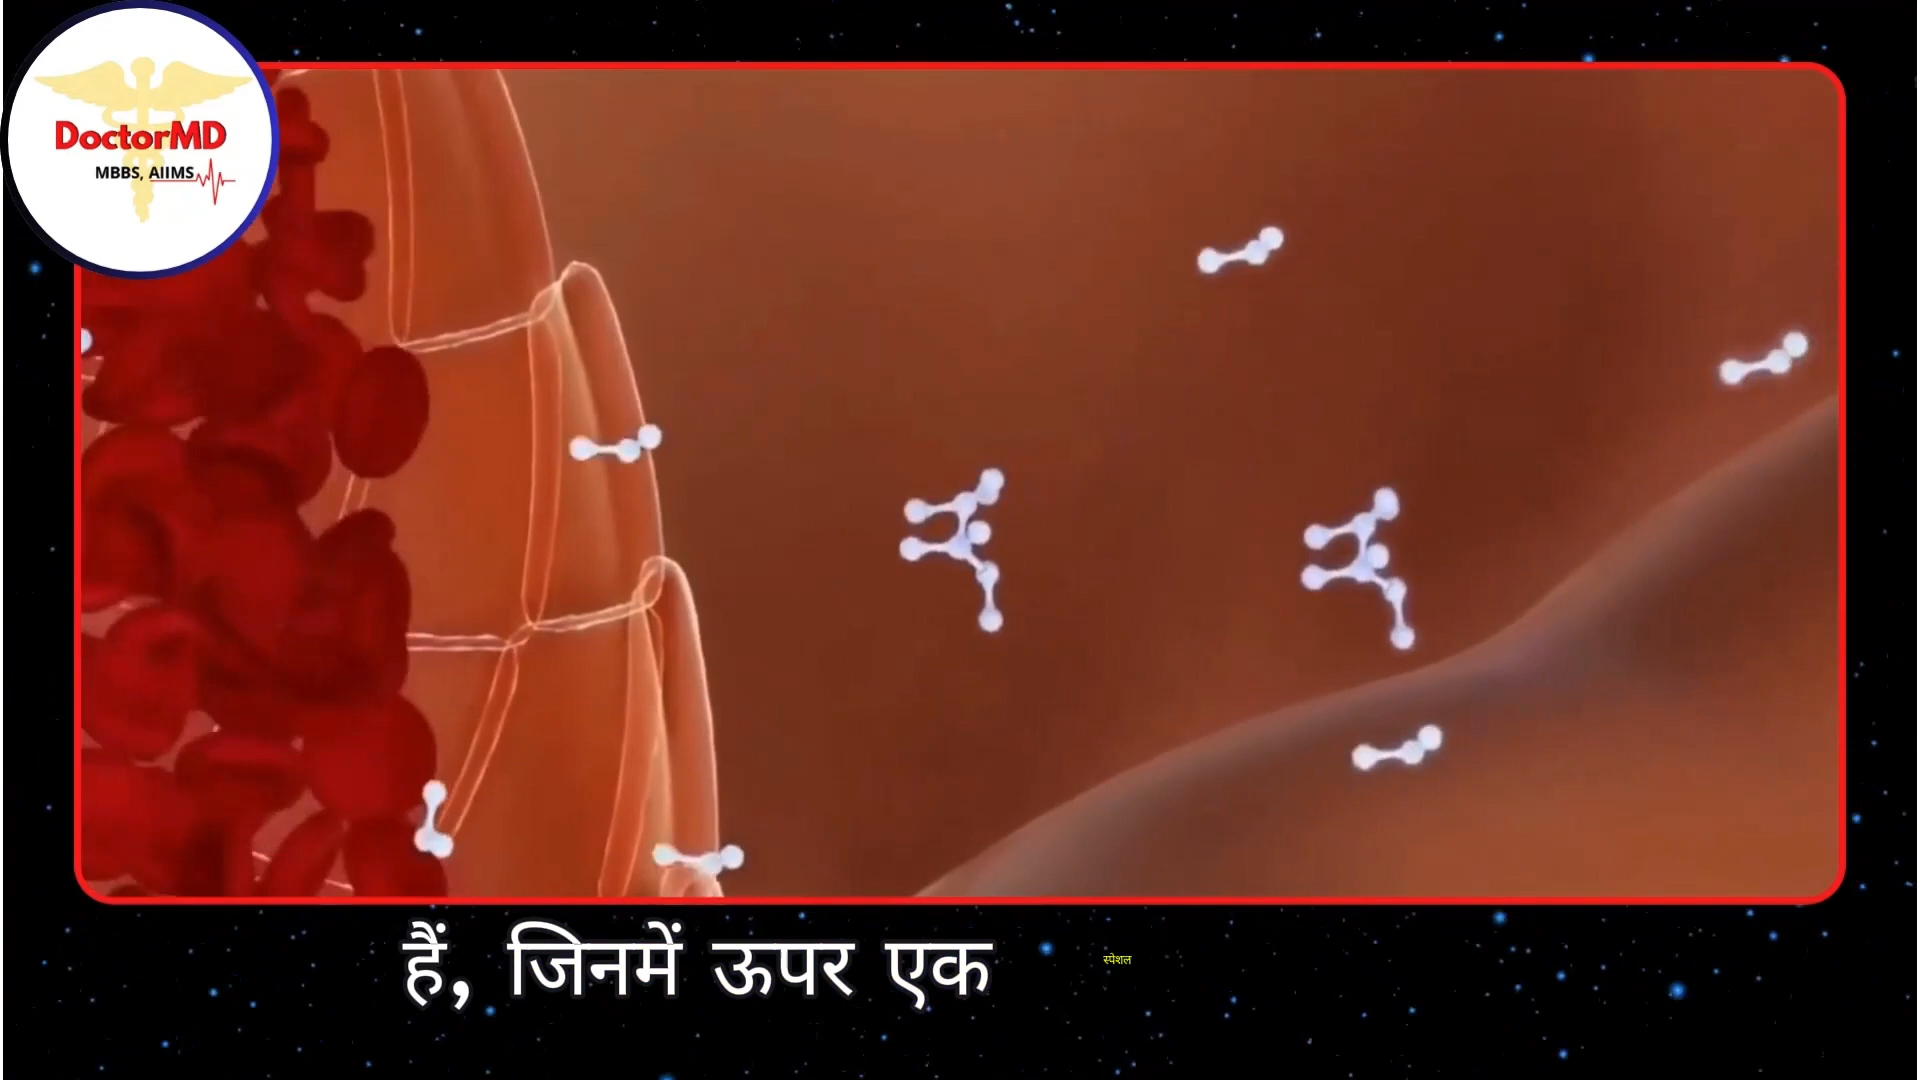 DoctorMD
MBBS, AIIMS
हैं, जिनमें ऊपर एक स्पेशल